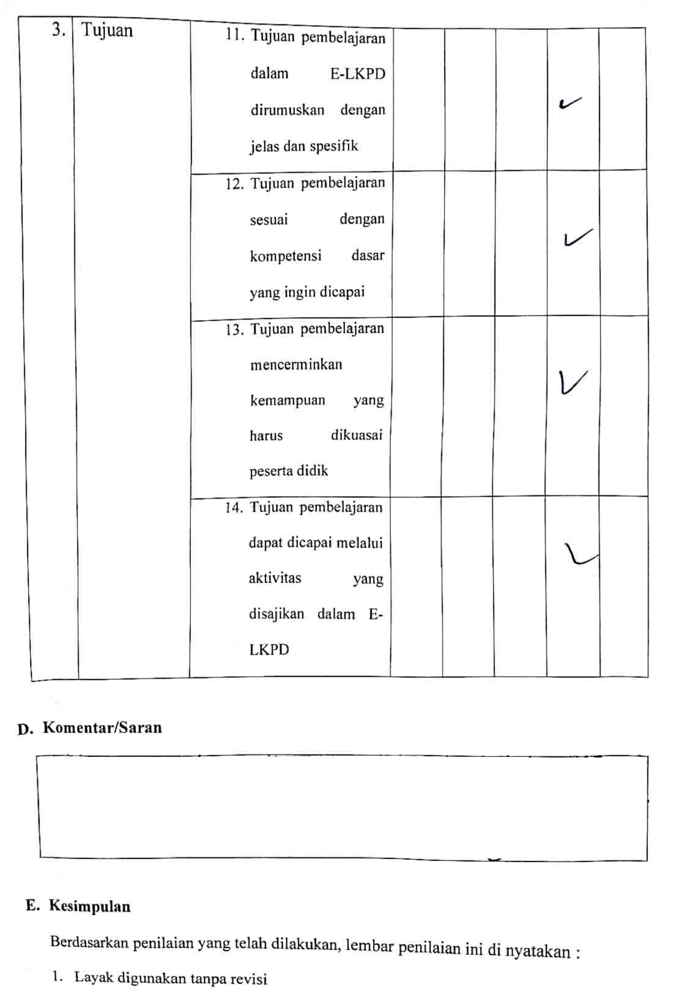 3. Tujuan
11. Tujuan pembelajaran
dalam E-LKPD
dirumuskan dengan
jelas dan spesifik
12. Tujuan pembelajaran
sesuai dengan
kompetensi dasar
yang ingin dicapai
13. Tujuan pembelajaran
mencerminkan
kemampuan yang
harus dikuasai
peserta didik
14. Tujuan pembelajaran
dapat dicapai melalui
aktivitas yang
disajikan dalam E-
LKPD
D. Komentar/Saran
E. Kesimpulan
Berdasarkan penilaian yang telah dilakukan, lembar penilaian ini di nyatakan :
1. Layak digunakan tanpa revisi